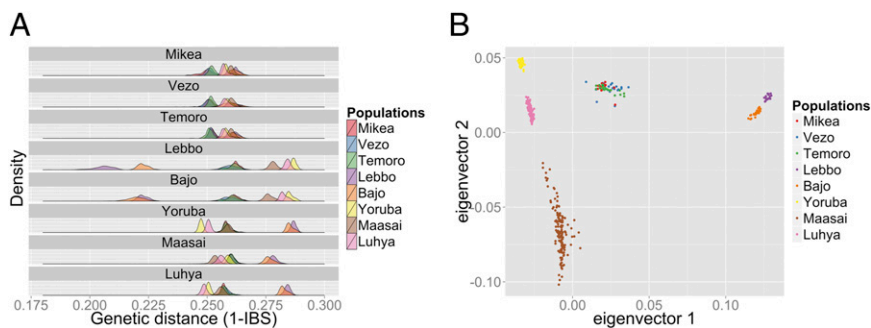 A
Mikea
Vezo
Temoro
Lebbo
Bajo
Yoruba
Maasai
Luhya
Density
0.175 0.200 0.225 0.250 0.275 0.300
Genetic distance (1-IBS)
Populations
Mikea
Vezo
Temoro
Lebbo
Bajo
Yoruba
Maasai
Luhya
B
0.05
0.00
-0.05
-0.10
eigenvector 2
0.00 0.05 0.10
eigenvector 1
Populations
Mikea
Vezo
Temoro
Lebbo
Bajo
Yoruba
Maasai
Luhya